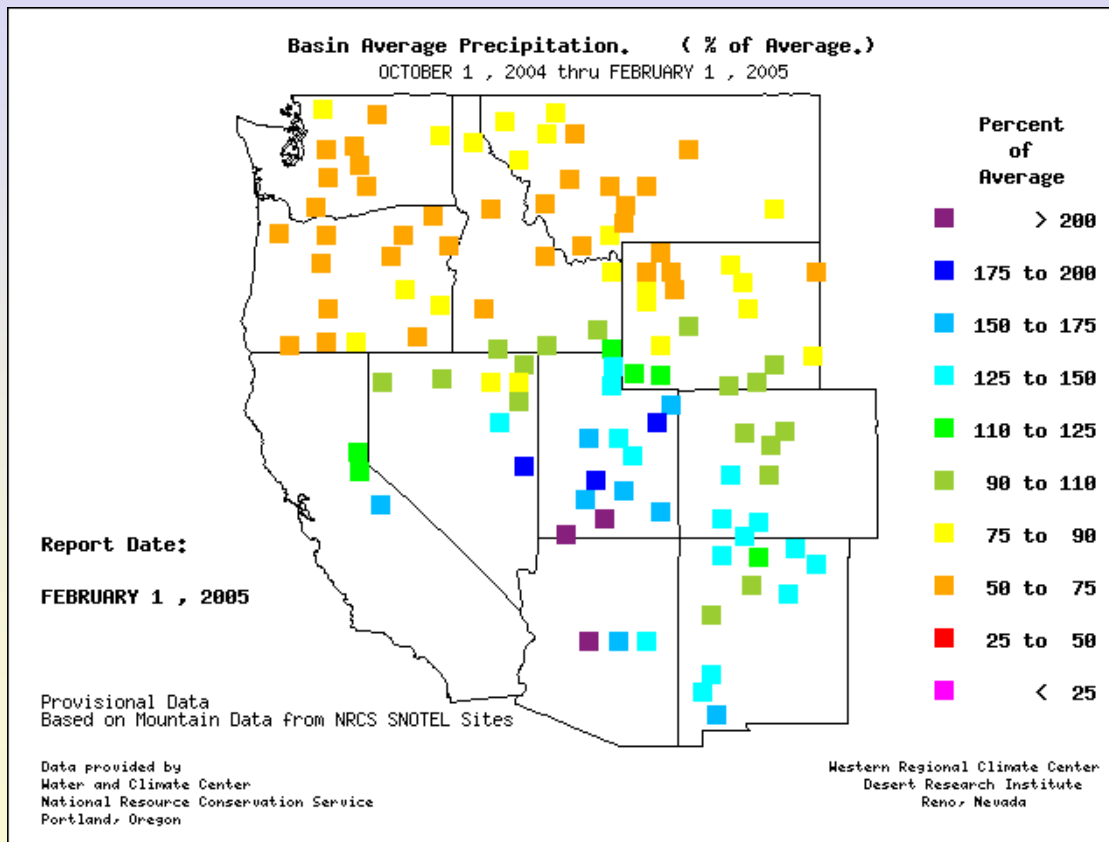 Basin Average Precipitation. ( % of Average.)
OCTOBER 1 , 2004 thru FEBRUARY 1 , 2005
Percent
of
Average
> 200
175 to 200
150 to 175
125 to 150
110 to 125
90 to 110
75 to 90
50 to 75
25 to 50
< 25
Report Date:
FEBRUARY 1 , 2005
Provisional Data
Based on Mountain Data from NRCS SNOTEL Sites
Data provided by
Water and Climate Center
National Resource Conservation Service
Portland, Oregon
Western Regional Climate Center
Desert Research Institute
Reno, Nevada